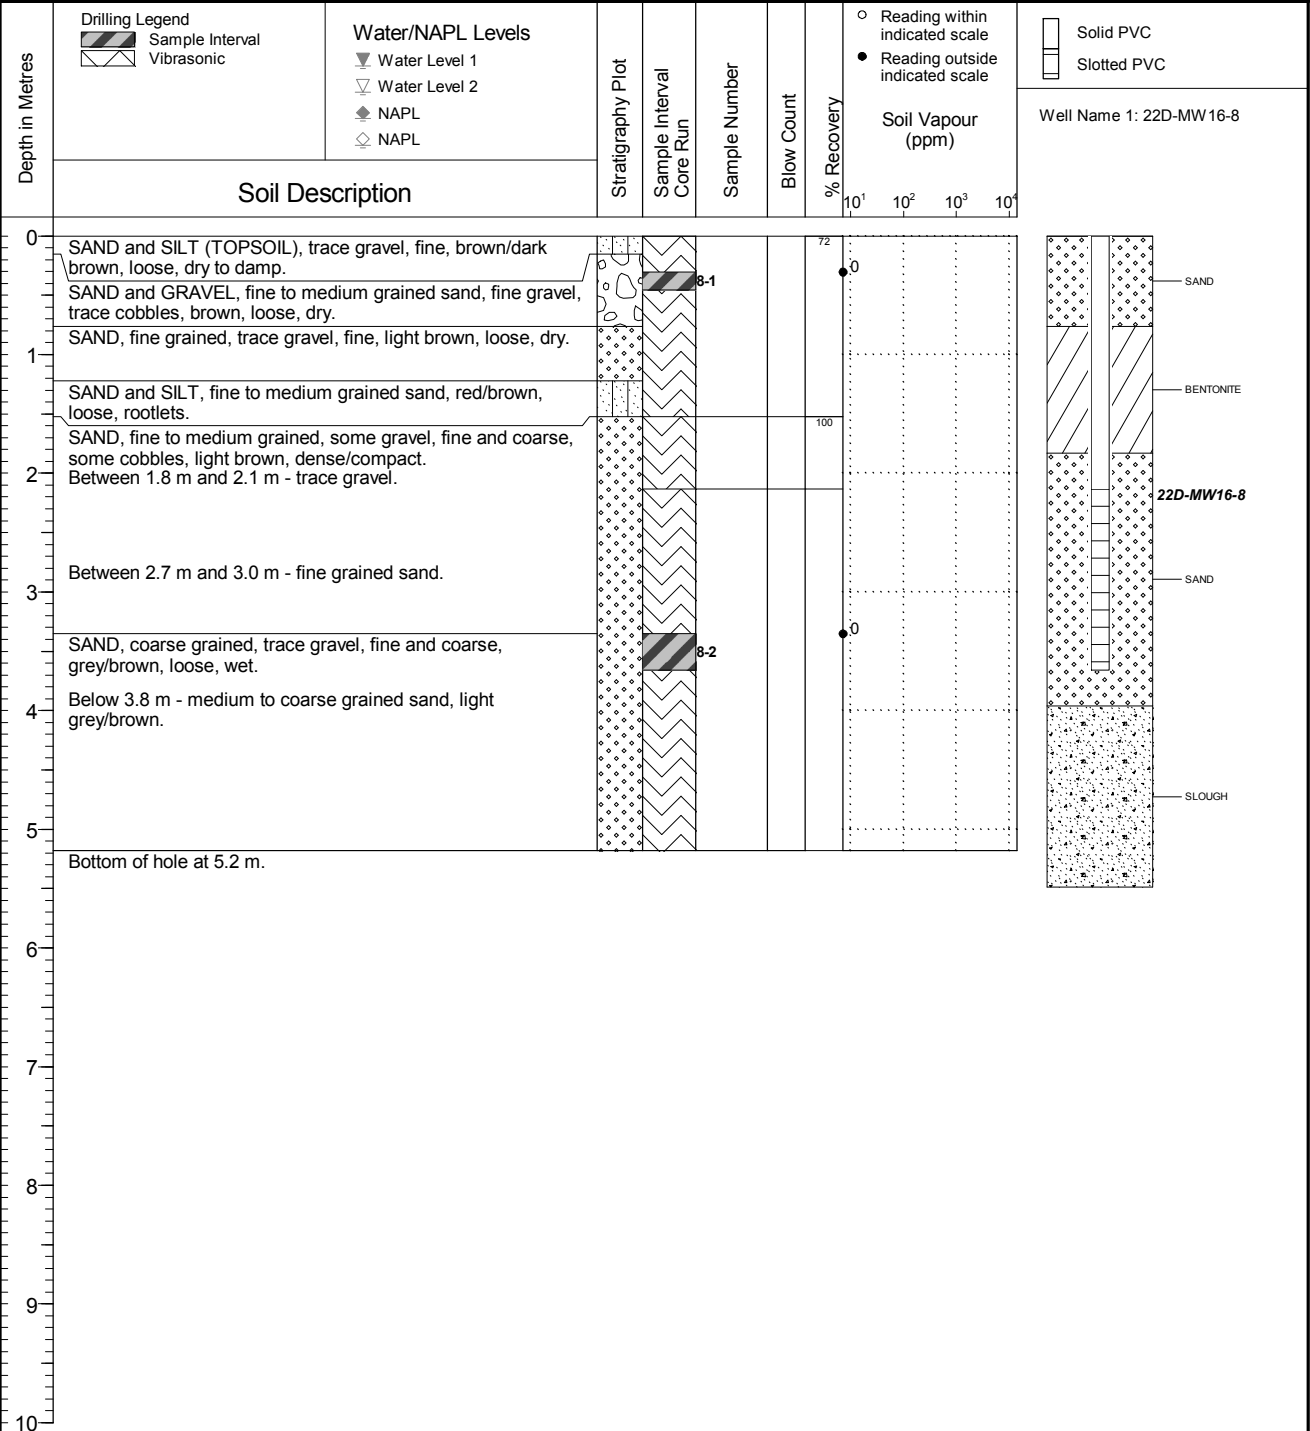 Drilling Legend
Sample Interval
Vibrasonic
Water/NAPL Levels
Water Level 1
Water Level 2
NAPL
NAPL
Depth in Metres
Soil Description
Stratigraphy Plot
Sample Interval
Core Run
Sample Number
Blow Count
% Recovery
Reading within
indicated scale
Reading outside
indicated scale
Soil Vapour
(ppm)
10¹ 10² 10³ 10⁴
Solid PVC
Slotted PVC
Well Name 1: 22D-MW16-8
0
SAND and SILT (TOPSOIL), trace gravel, fine, brown/dark
brown, loose, dry to damp.
72
0
8-1
SAND
SAND and GRAVEL, fine to medium grained sand, fine gravel,
trace cobbles, brown, loose, dry.
SAND, fine grained, trace gravel, fine, light brown, loose, dry.
1
SAND and SILT, fine to medium grained sand, red/brown,
loose, rootlets.
BENTONITE
100
SAND, fine to medium grained, some gravel, fine and coarse,
some cobbles, light brown, dense/compact.
2
Between 1.8 m and 2.1 m - trace gravel.
22D-MW16-8
Between 2.7 m and 3.0 m - fine grained sand.
SAND
3
0
SAND, coarse grained, trace gravel, fine and coarse,
grey/brown, loose, wet.
8-2
Below 3.8 m - medium to coarse grained sand, light
grey/brown.
4
SLOUGH
5
Bottom of hole at 5.2 m.
6
7
8
9
10